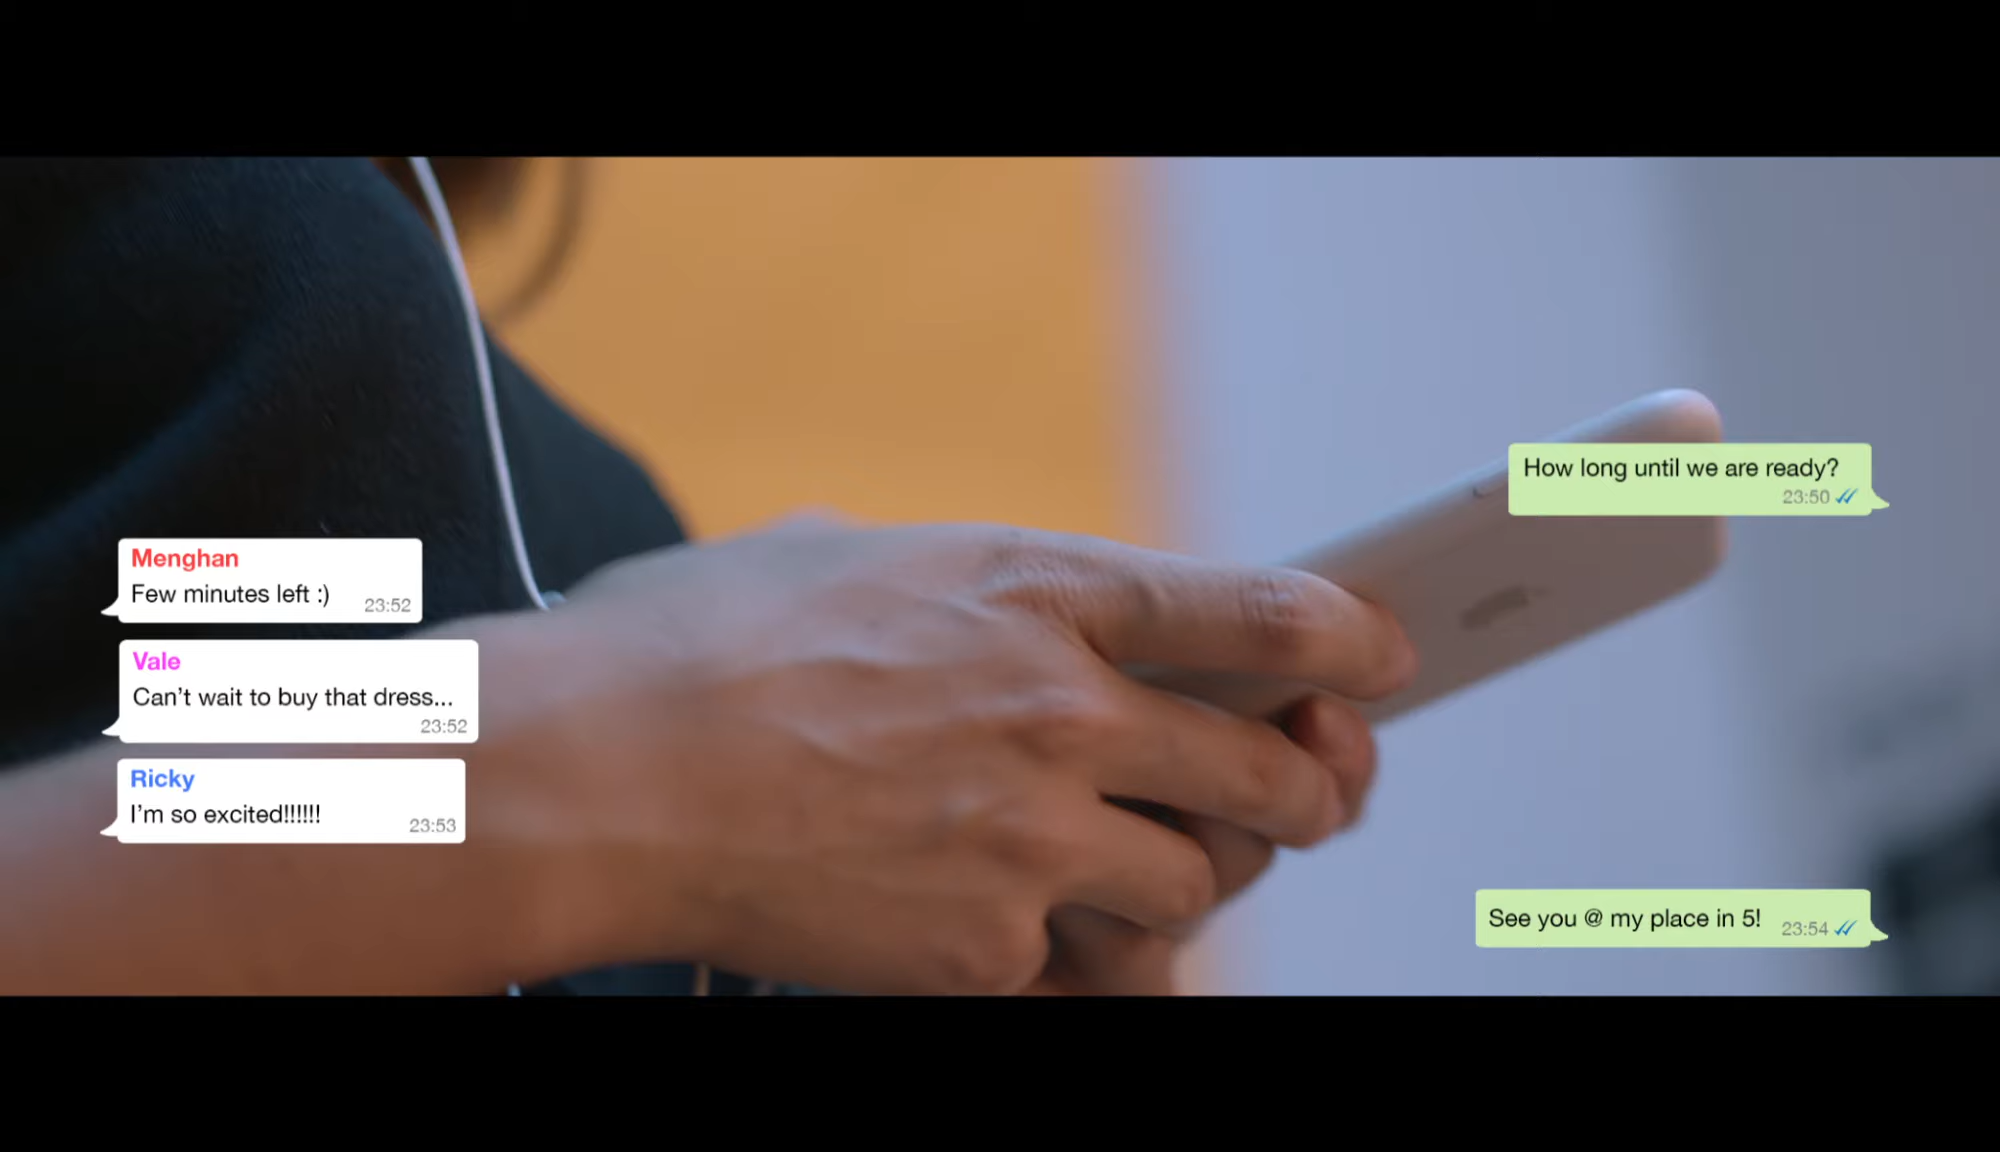 How long until we are ready?
23:50
Menghan
Few minutes left :)
23:52
Vale
Can't wait to buy that dress...
23:52
Ricky
I'm so excited!!!!!!
23:53
See you @ my place in 5!
23:54